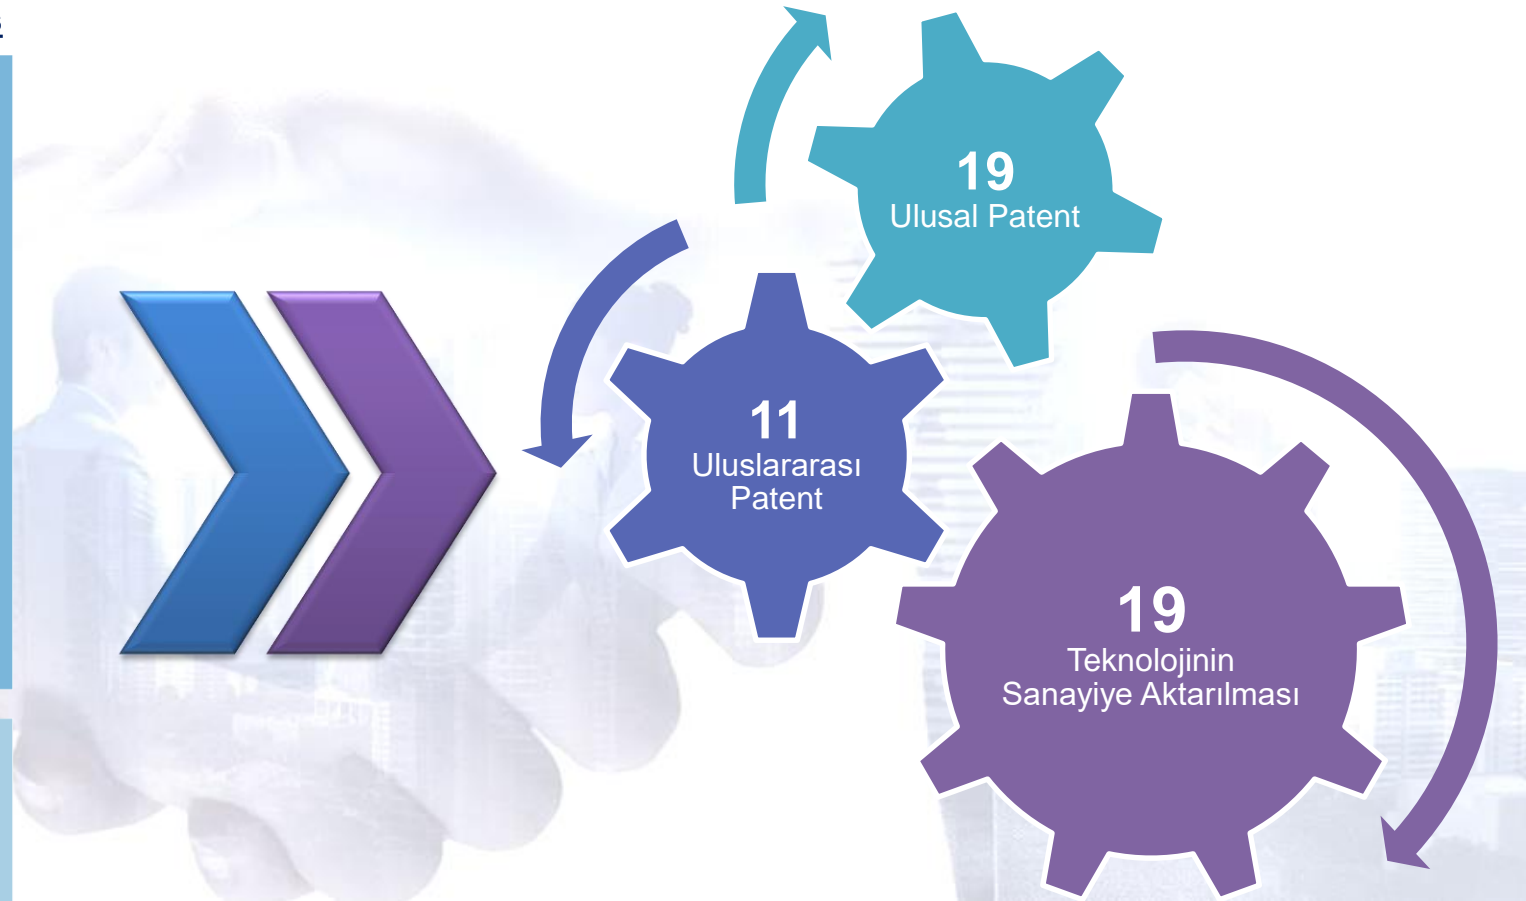 19
Ulusal Patent
11
Uluslararası
Patent
19
Teknolojinin
Sanayiye Aktarılması